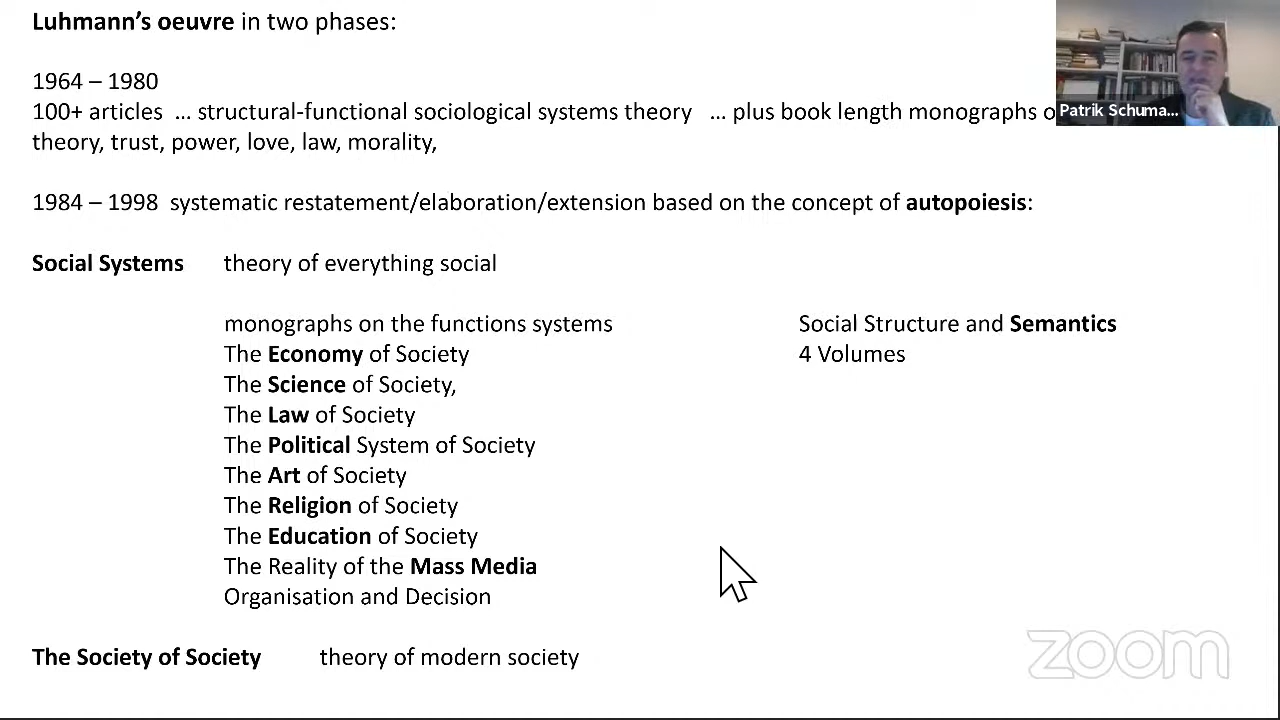 Luhmann's oeuvre in two phases:
Patrik Schuma...
1964 – 1980
100+ articles ... structural-functional sociological systems theory ... plus book length monographs
theory, trust, power, love, law, morality,
1984 – 1998 systematic restatement/elaboration/extension based on the concept of autopoiesis:
Social Systems theory of everything social
monographs on the functions systems
The Economy of Society
The Science of Society,
The Law of Society
The Political System of Society
The Art of Society
The Religion of Society
The Education of Society
The Reality of the Mass Media
Organisation and Decision
Social Structure and Semantics
4 Volumes
The Society of Society theory of modern society
zoom